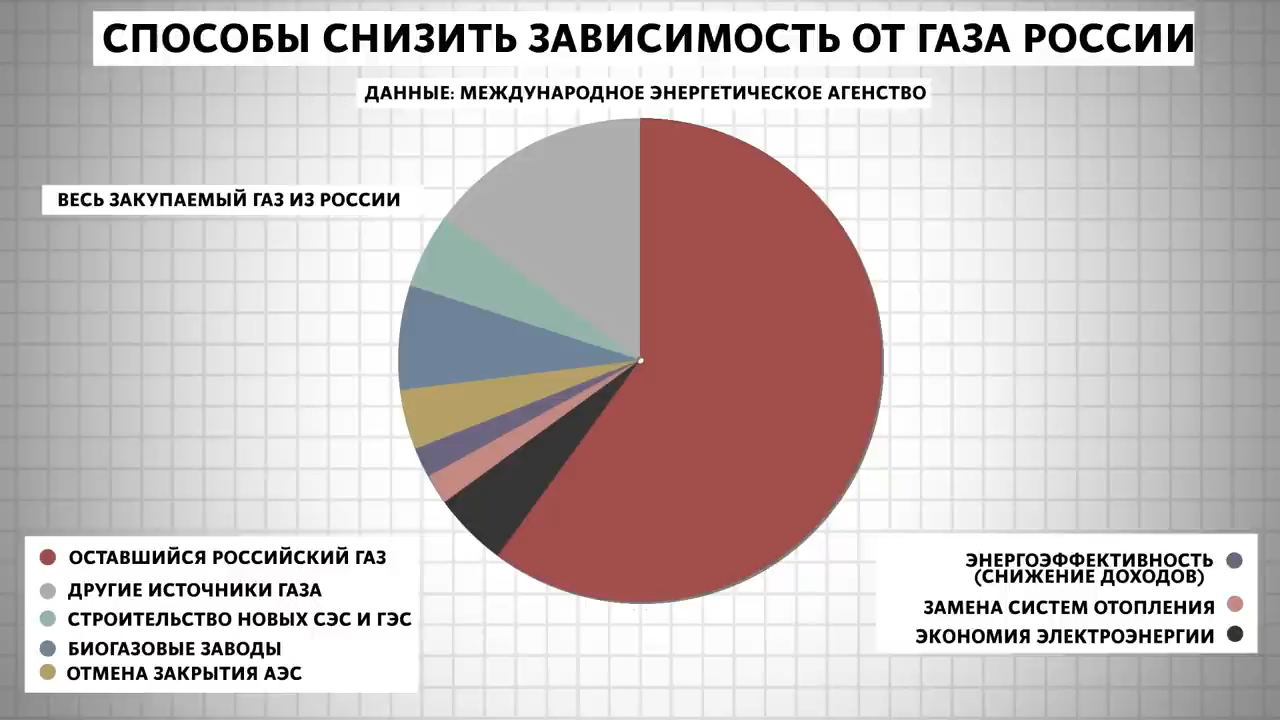 СПОСОБЫ СНИЗИТЬ ЗАВИСИМОСТЬ ОТ ГАЗА РОССИИ
ДАННЫЕ: МЕЖДУНАРОДНОЕ ЭНЕРГЕТИЧЕСКОЕ АГЕНСТВО
ВЕСЬ ЗАКУПАЕМЫЙ ГАЗ ИЗ РОССИИ
ОСТАВШИЙСЯ РОССИЙСКИЙ ГАЗ
ДРУГИЕ ИСТОЧНИКИ ГАЗА
СТРОИТЕЛЬСТВО НОВЫХ СЭС И ГЭС
БИОГАЗОВЫЕ ЗАВОДЫ
ОТМЕНА ЗАКРЫТИЯ АЭС
ЭНЕРГОЭФФЕКТИВНОСТЬ
(СНИЖЕНИЕ ДОХОДОВ)
ЗАМЕНА СИСТЕМ ОТОПЛЕНИЯ
ЭКОНОМИЯ ЭЛЕКТРОЭНЕРГИИ